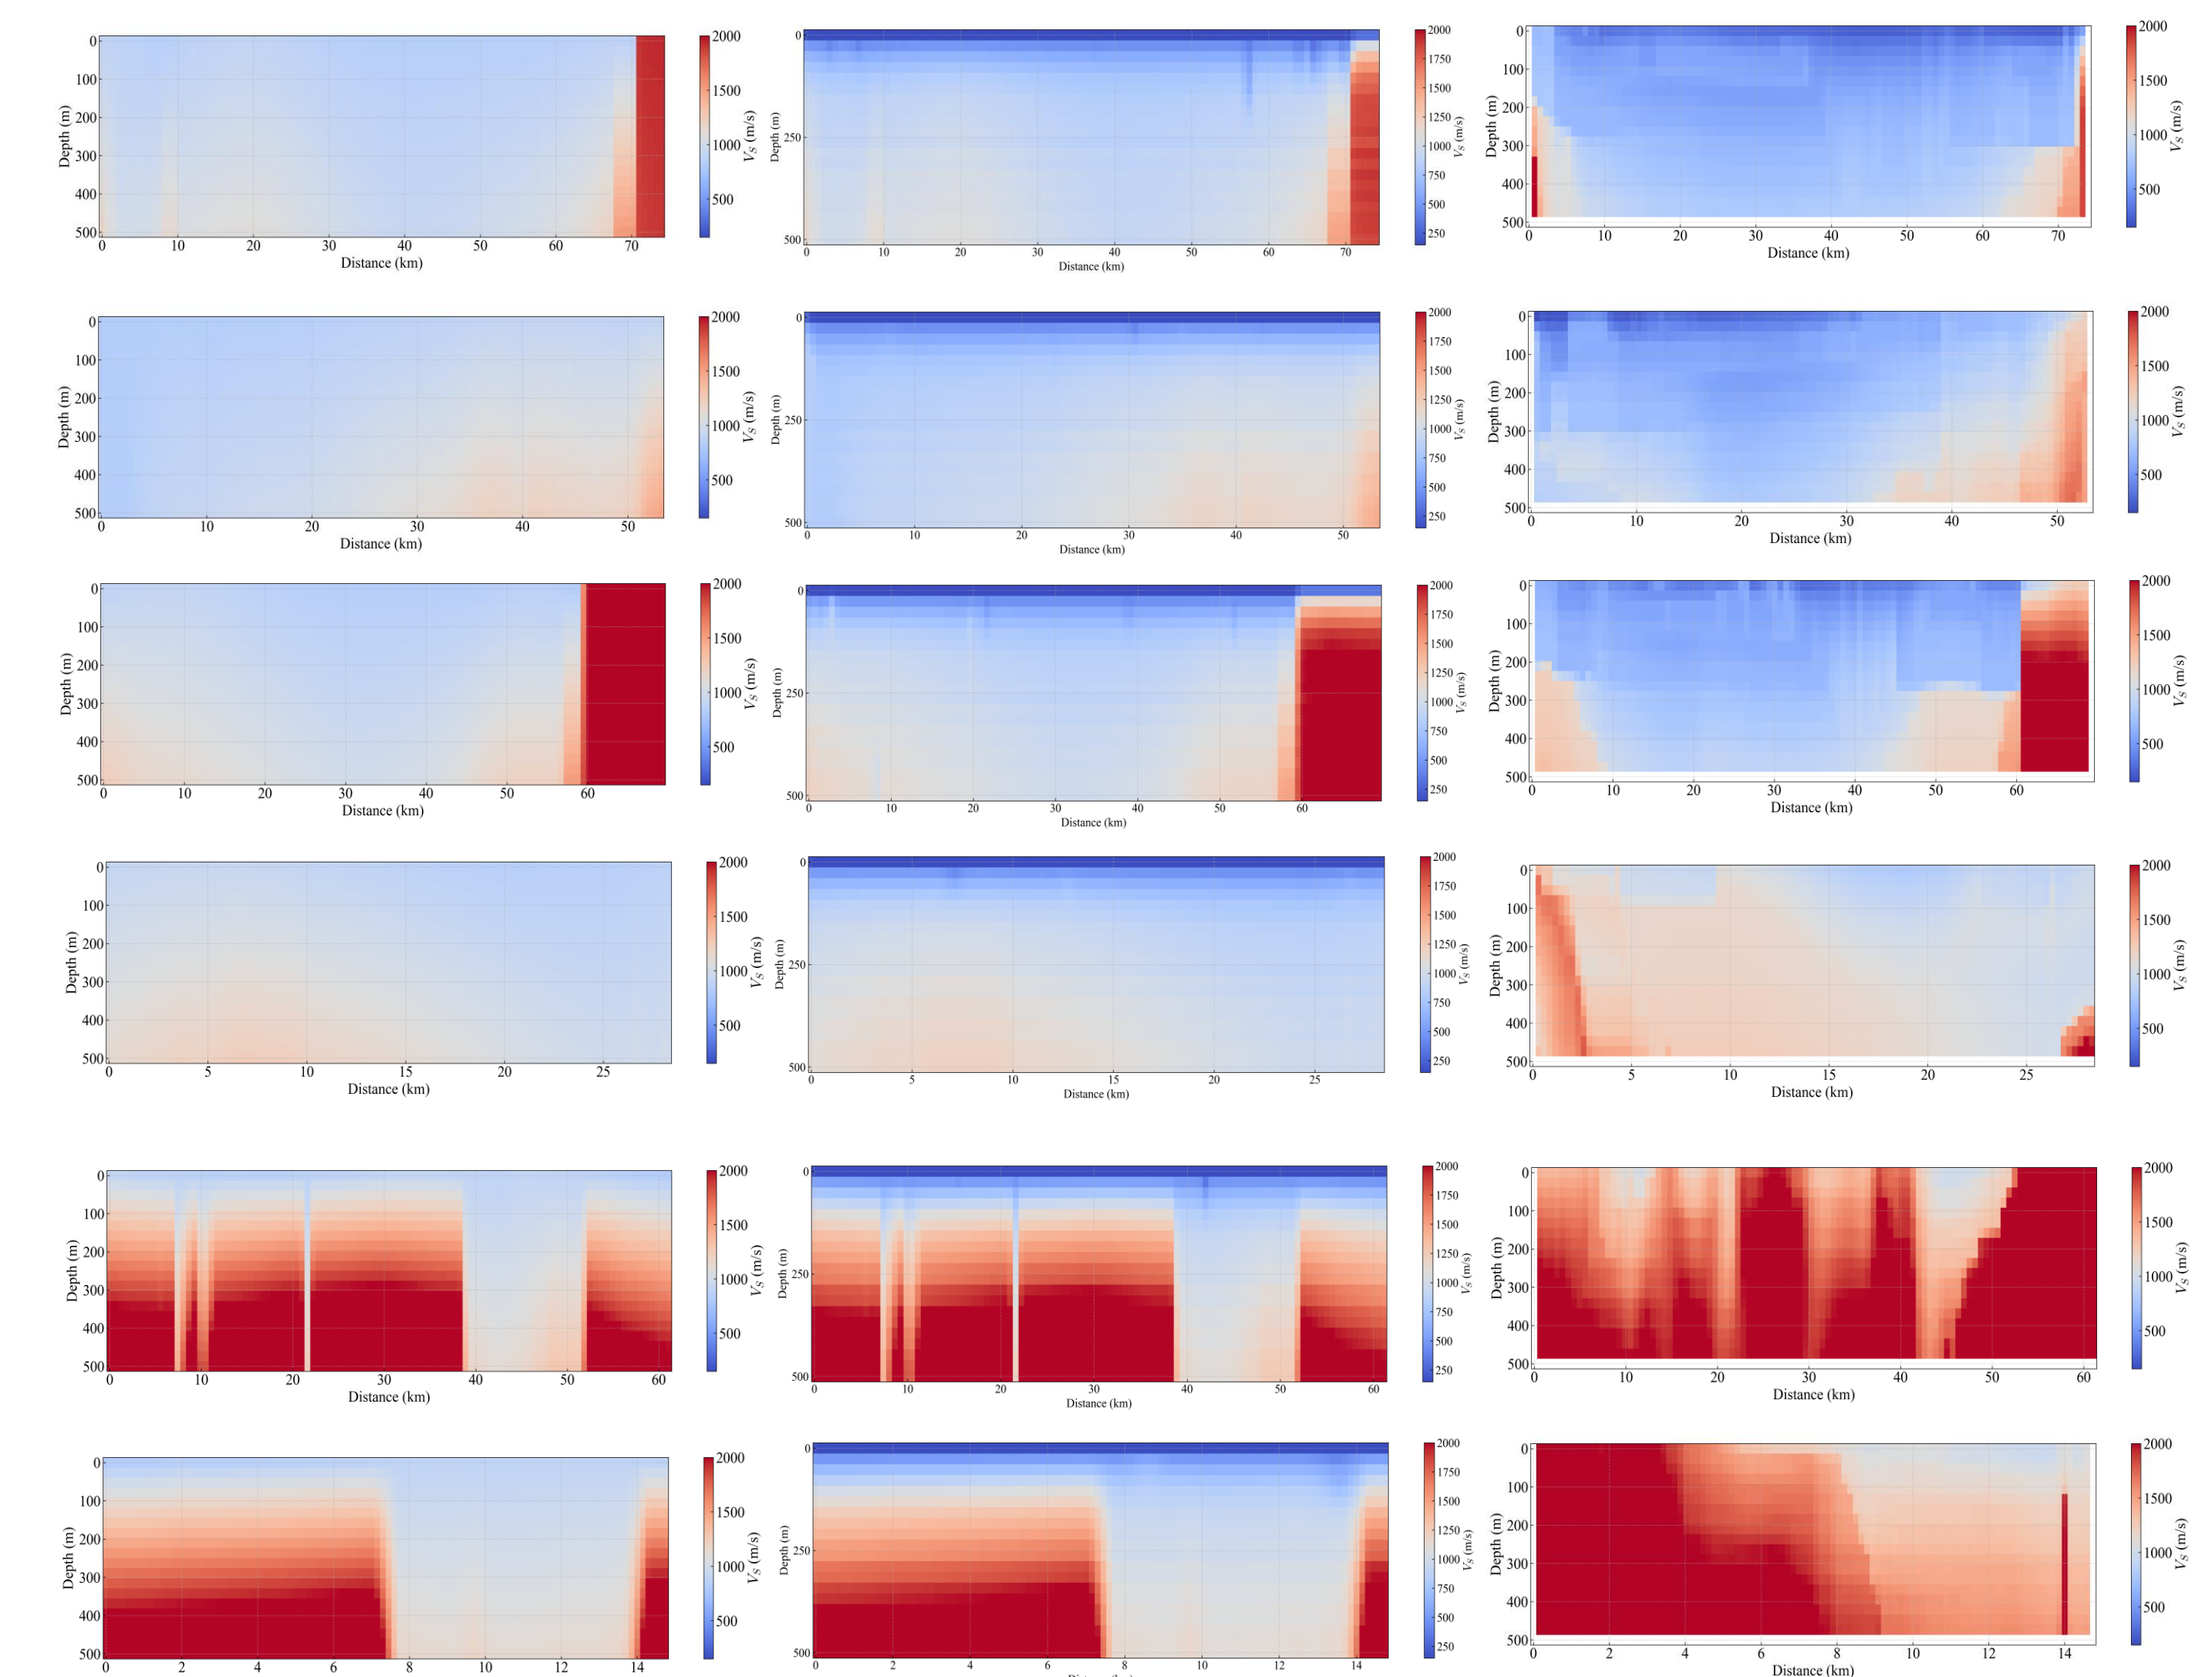 0 100 200 300 400 500
Depth (m)
0 10 20 30 40 50 60 70
Distance (km)
2000 1500 1000 500
V_S (m/s)
0 250 500
Depth (m)
0 10 20 30 40 50 60 70
Distance (km)
2000 1750 1500 1250 1000 750 500 250
V_S (m/s)
0 100 200 300 400 500
Depth (m)
0 10 20 30 40 50 60 70
Distance (km)
2000 1500 1000 500
V_S (m/s)
0 100 200 300 400 500
Depth (m)
0 10 20 30 40 50
Distance (km)
2000 1500 1000 500
V_S (m/s)
0 250 500
Depth (m)
0 10 20 30 40 50
Distance (km)
2000 1750 1500 1250 1000 750 500 250
V_S (m/s)
0 100 200 300 400 500
Depth (m)
0 10 20 30 40 50
Distance (km)
2000 1500 1000 500
V_S (m/s)
0 100 200 300 400 500
Depth (m)
0 10 20 30 40 50 60
Distance (km)
2000 1500 1000 500
V_S (m/s)
0 250 500
Depth (m)
0 10 20 30 40 50 60
Distance (km)
2000 1750 1500 1250 1000 750 500 250
V_S (m/s)
0 100 200 300 400 500
Depth (m)
0 10 20 30 40 50 60
Distance (km)
2000 1500 1000 500
V_S (m/s)
0 100 200 300 400 500
Depth (m)
0 5 10 15 20 25
Distance (km)
2000 1500 1000 500
V_S (m/s)
0 250 500
Depth (m)
0 5 10 15 20 25
Distance (km)
2000 1750 1500 1250 1000 750 500 250
V_S (m/s)
0 100 200 300 400 500
Depth (m)
0 5 10 15 20 25
Distance (km)
2000 1500 1000 500
V_S (m/s)
0 100 200 300 400 500
Depth (m)
0 10 20 30 40 50 60
Distance (km)
2000 1500 1000 500
V_S (m/s)
0 250 500
Depth (m)
0 10 20 30 40 50 60
Distance (km)
2000 1750 1500 1250 1000 750 500 250
V_S (m/s)
0 100 200 300 400 500
Depth (m)
0 10 20 30 40 50 60
Distance (km)
2000 1500 1000 500
V_S (m/s)
0 100 200 300 400 500
Depth (m)
0 2 4 6 8 10 12 14
2000 1500 1000 500
V_S (m/s)
0 250 500
Depth (m)
0 2 4 6 8 10 12 14
2000 1750 1500 1250 1000 750 500 250
V_S (m/s)
0 100 200 300 400 500
Depth (m)
0 2 4 6 8 10 12 14
Distance (km)
2000 1500 1000 500
V_S (m/s)